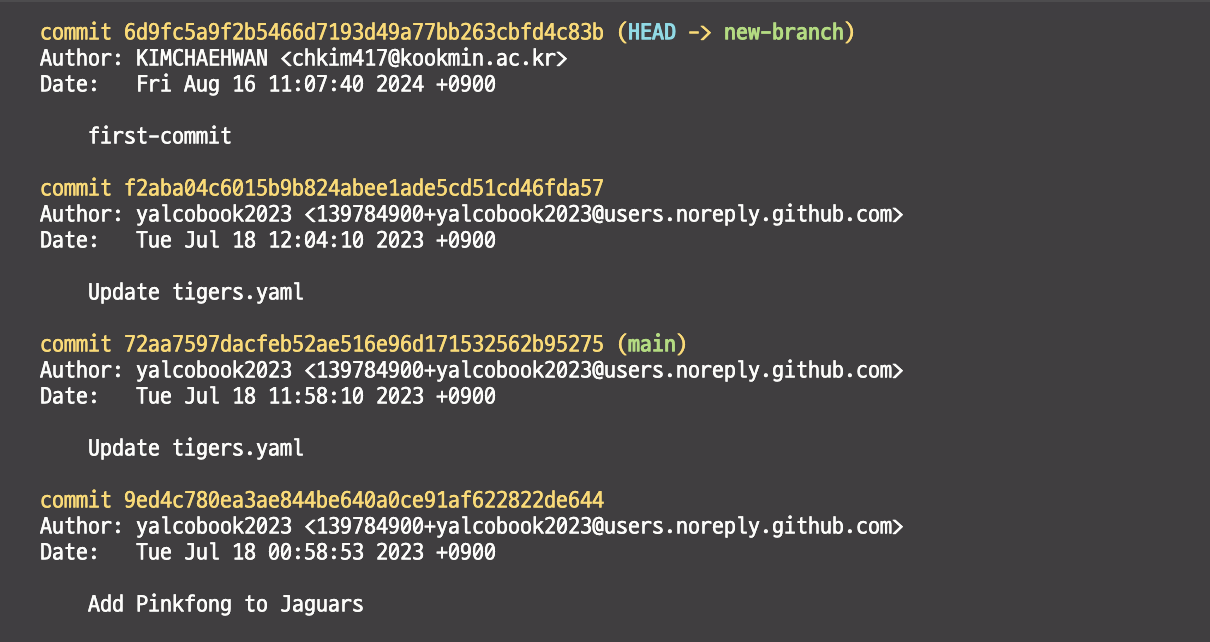 commit 6d9fc5a9f2b5466d7193d49a77bb263cbfd4c83b (HEAD -> new-branch)
Author: KIMCHAEHWAN <chkim417@kookmin.ac.kr>
Date:   Fri Aug 16 11:07:40 2024 +0900
first-commit
commit f2aba04c6015b9b824abee1ade5cd51cd46fda57
Author: yalcobook2023 <139784900+yalcobook2023@users.noreply.github.com>
Date:   Tue Jul 18 12:04:10 2023 +0900
Update tigers.yaml
commit 72aa7597dacfeb52ae516e96d171532562b95275 (main)
Author: yalcobook2023 <139784900+yalcobook2023@users.noreply.github.com>
Date:   Tue Jul 18 11:58:10 2023 +0900
Update tigers.yaml
commit 9ed4c780ea3ae844be640a0ce91af622822de644
Author: yalcobook2023 <139784900+yalcobook2023@users.noreply.github.com>
Date:   Tue Jul 18 00:58:53 2023 +0900
Add Pinkfong to Jaguars